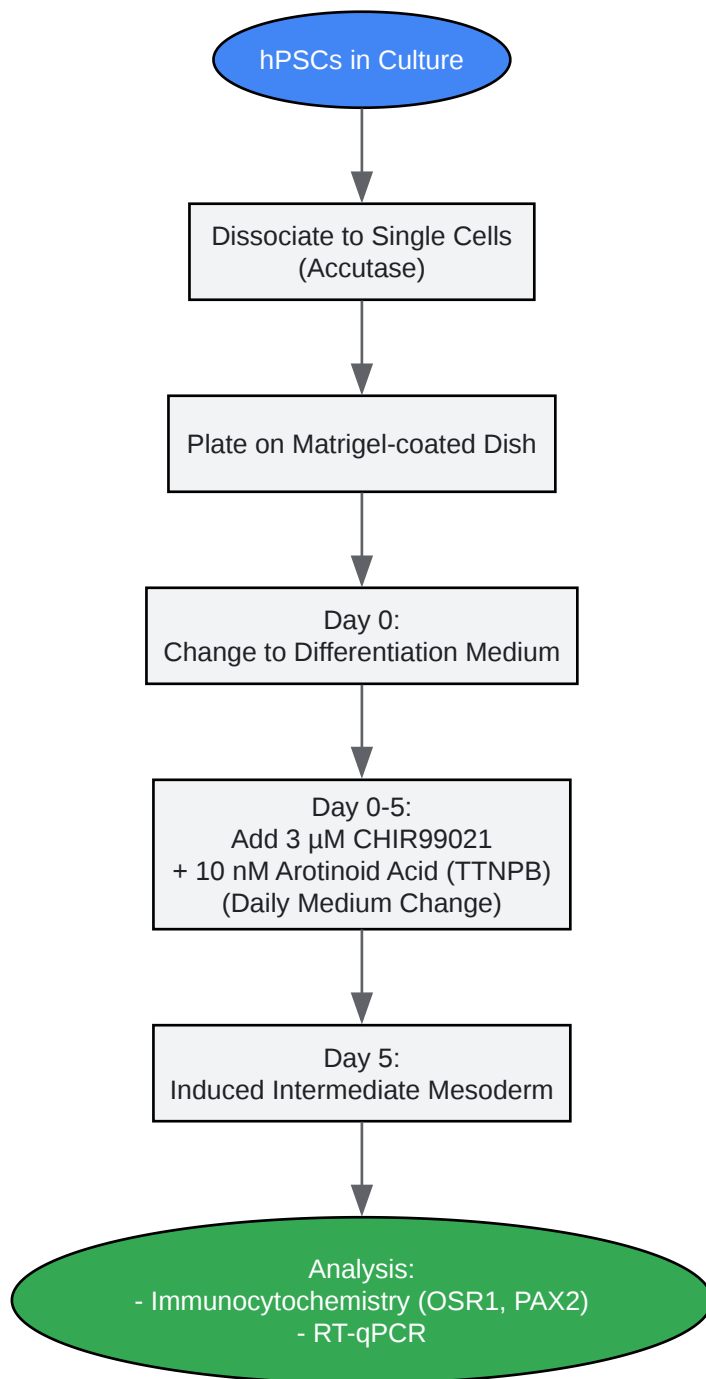 hPSCs in Culture
Dissociate to Single Cells
(Accutase)
Plate on Matrigel-coated Dish
Day 0:
Change to Differentiation Medium
Day 0-5:
Add 3 µM CHIR99021
+ 10 nM Arotinoid Acid (TTNPB)
(Daily Medium Change)
Day 5:
Induced Intermediate Mesoderm
Analysis:
- Immunocytochemistry (OSR1, PAX2)
- RT-qPCR